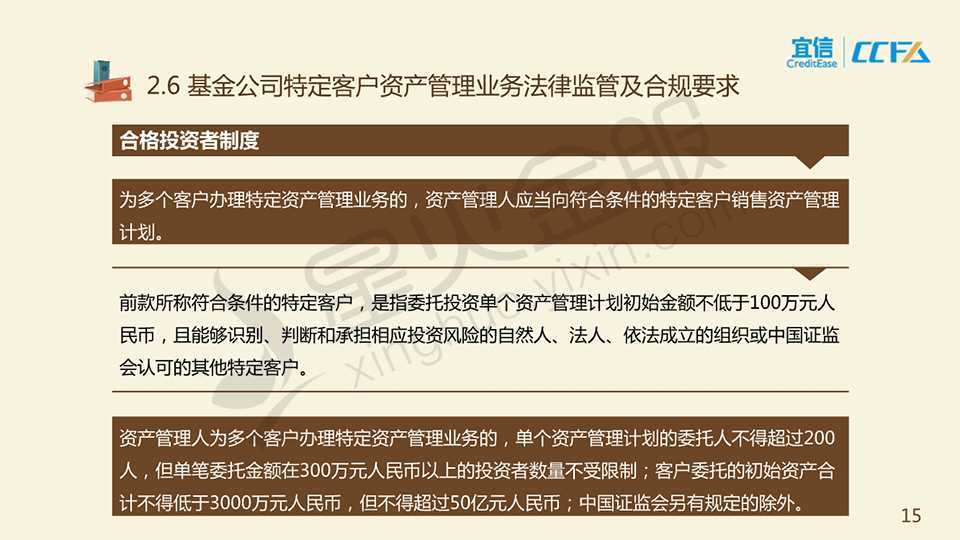 宜信
CreditEase
CCFA
2.6 基金公司特定客户资产管理业务法律监管及合规要求
合格投资者制度
为多个客户办理特定资产管理业务的，资产管理人应当向符合条件的特定客户销售资产管理
计划。
前款所称符合条件的特定客户，是指委托投资单个资产管理计划初始金额不低于100万元人
民币，且能够识别、判断和承担相应投资风险的自然人、法人、依法成立的组织或中国证监
会认可的其他特定客户。
资产管理人为多个客户办理特定资产管理业务的，单个资产管理计划的委托人不得超过200
人，但单笔委托金额在300万元人民币以上的投资者数量不受限制；客户委托的初始资产合
计不得低于3000万元人民币，但不得超过50亿元人民币；中国证监会另有规定的除外。
星火金服
xinghuo.yixin.com
15